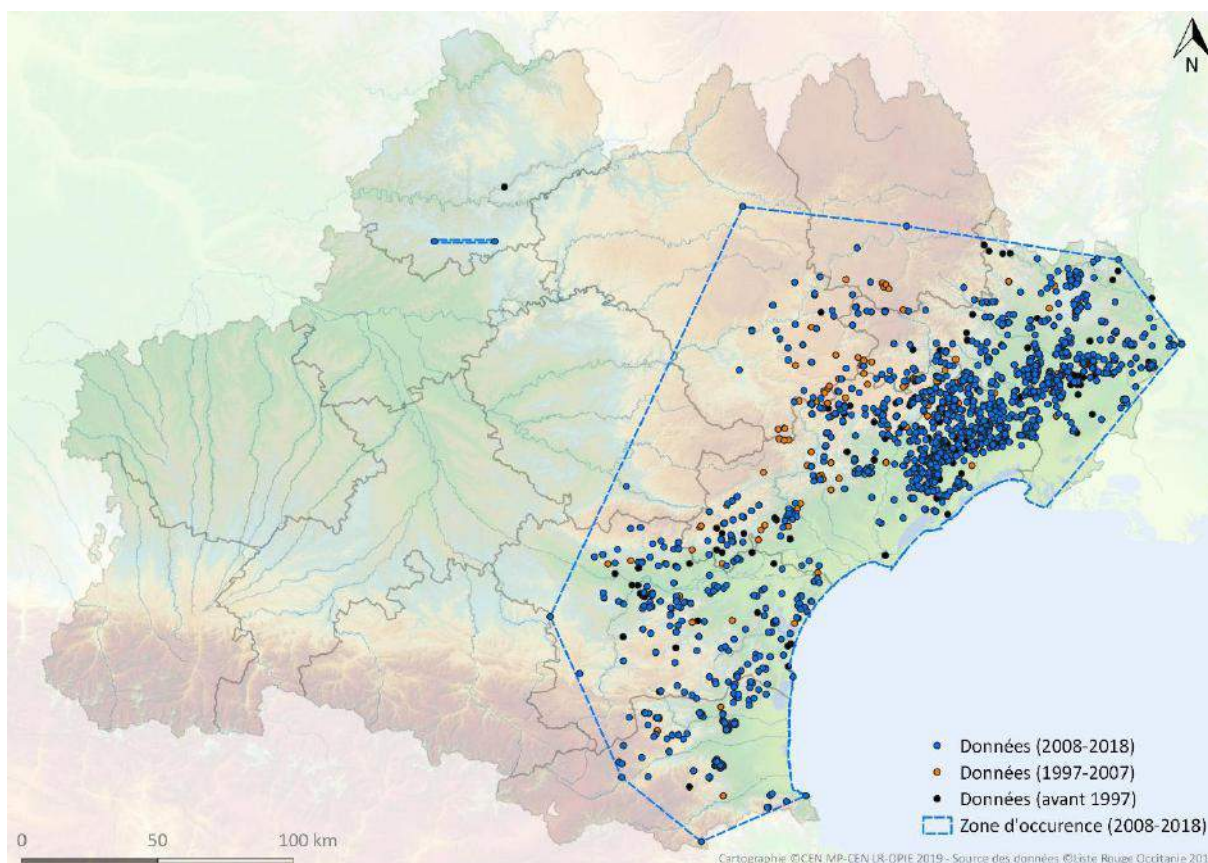 N
Données (2008-2018)
Données (1997-2007)
Données (avant 1997)
Zone d'occurence (2008-2018)
0 50 100 km
Cartographie ©CEN MP-CEN LR-OPIE 2019 - Source des données ©Liste Rouge Occitanie 201